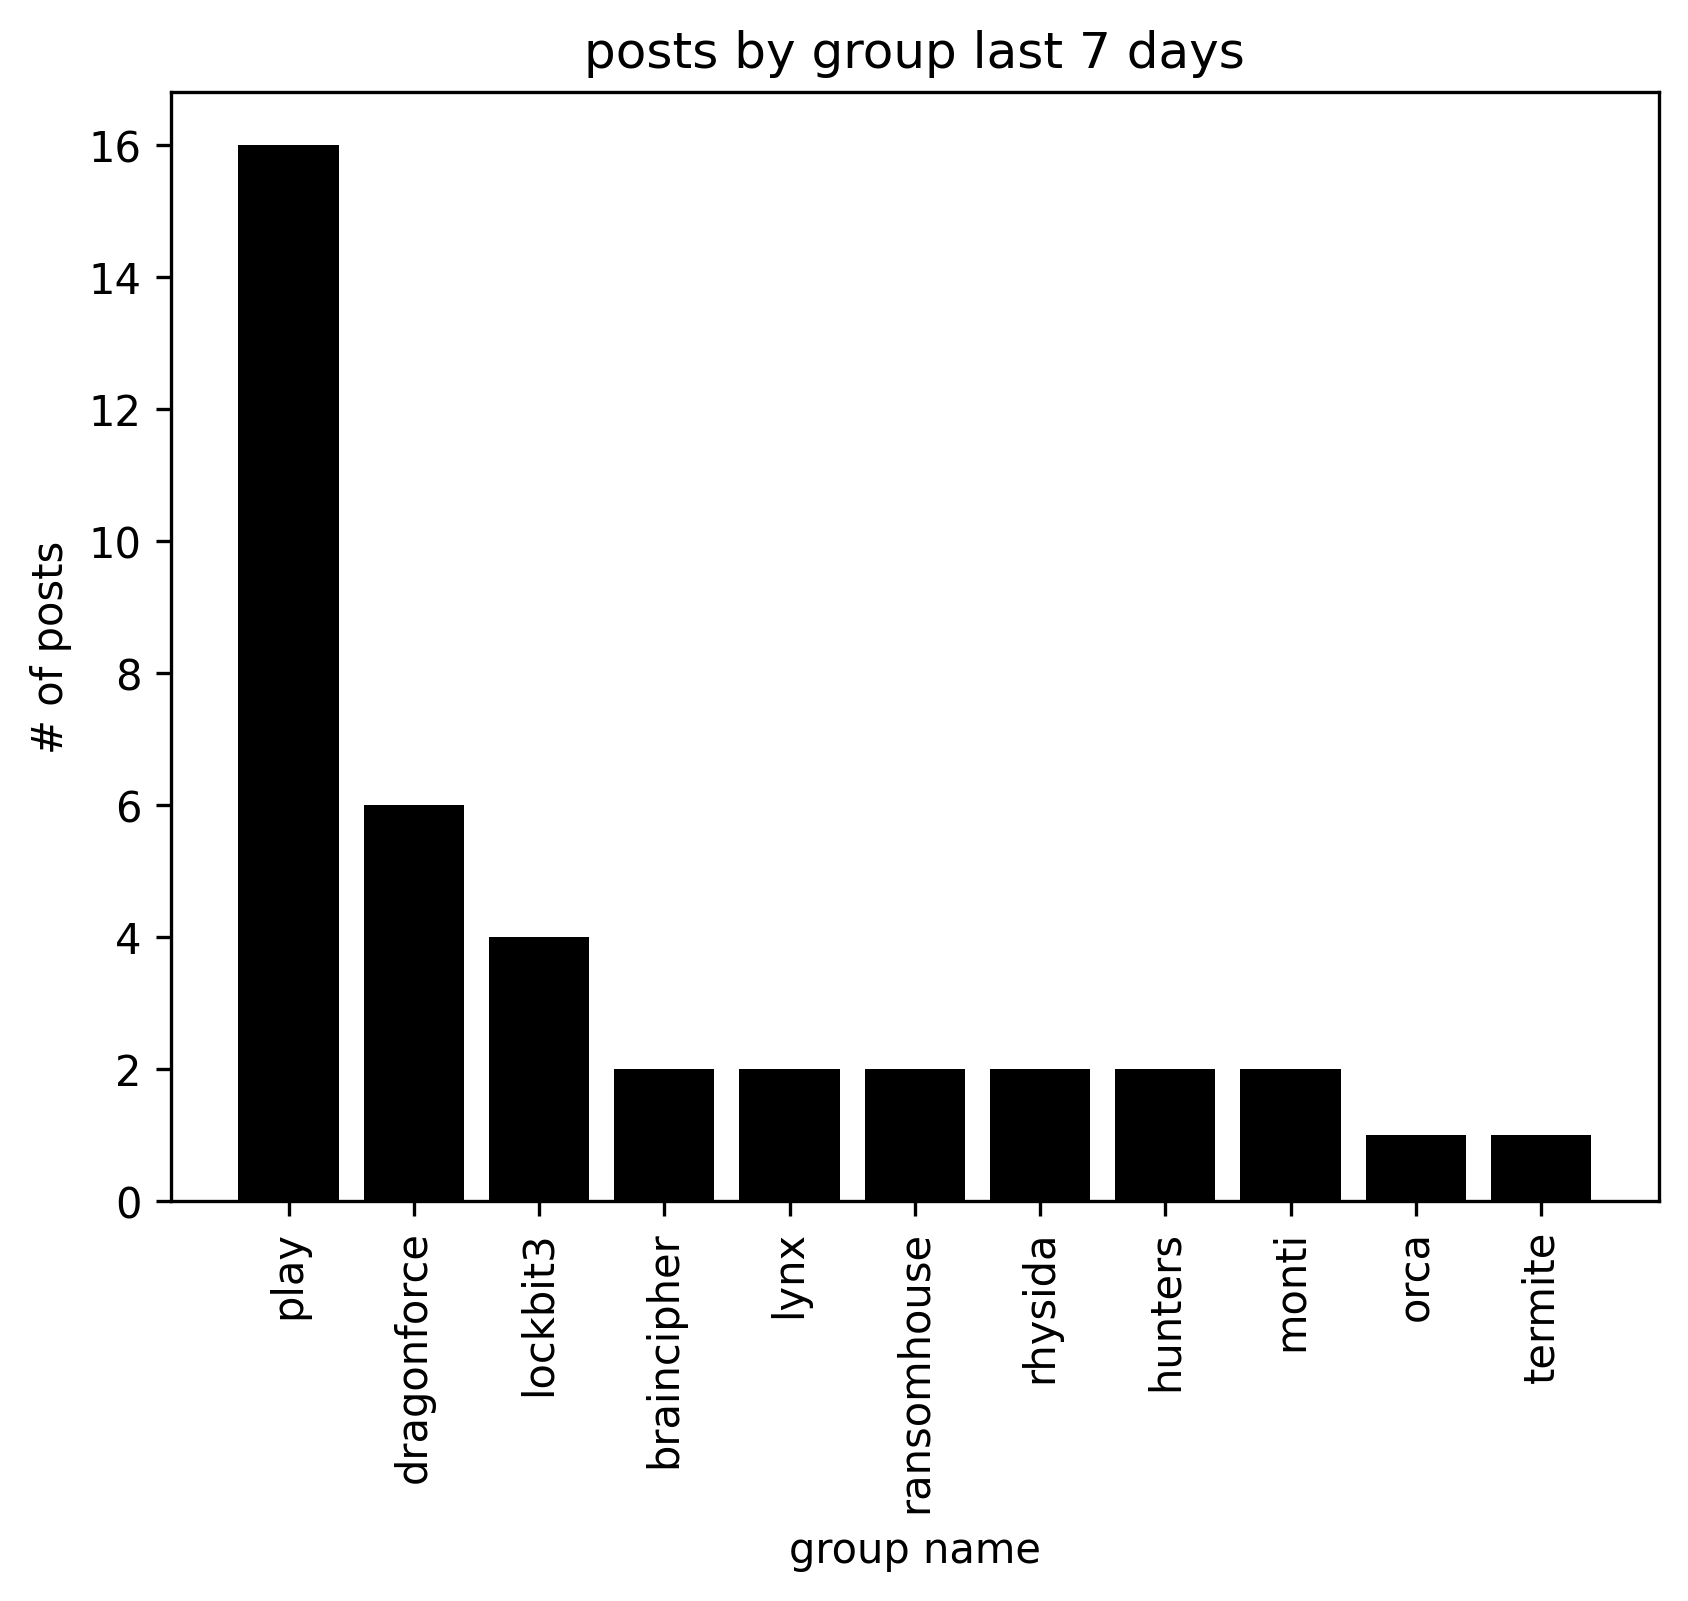 posts by group last 7 days
16
14
12
10
8
6
4
2
0
# of posts
play
dragonforce
lockbit3
braincipher
lynx
ransomhouse
rhysida
hunters
monti
orca
termite
group name